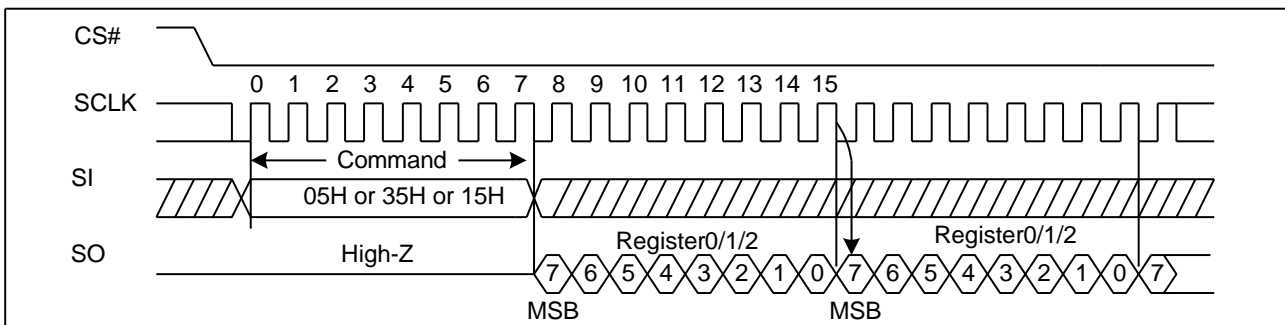 CS#
0 1 2 3 4 5 6 7 8 9 10 11 12 13 14 15
SCLK
Command
SI
05H or 35H or 15H
Register0/1/2 Register0/1/2
SO High-Z
7 6 5 4 3 2 1 0 7 6 5 4 3 2 1 0 7
MSB MSB